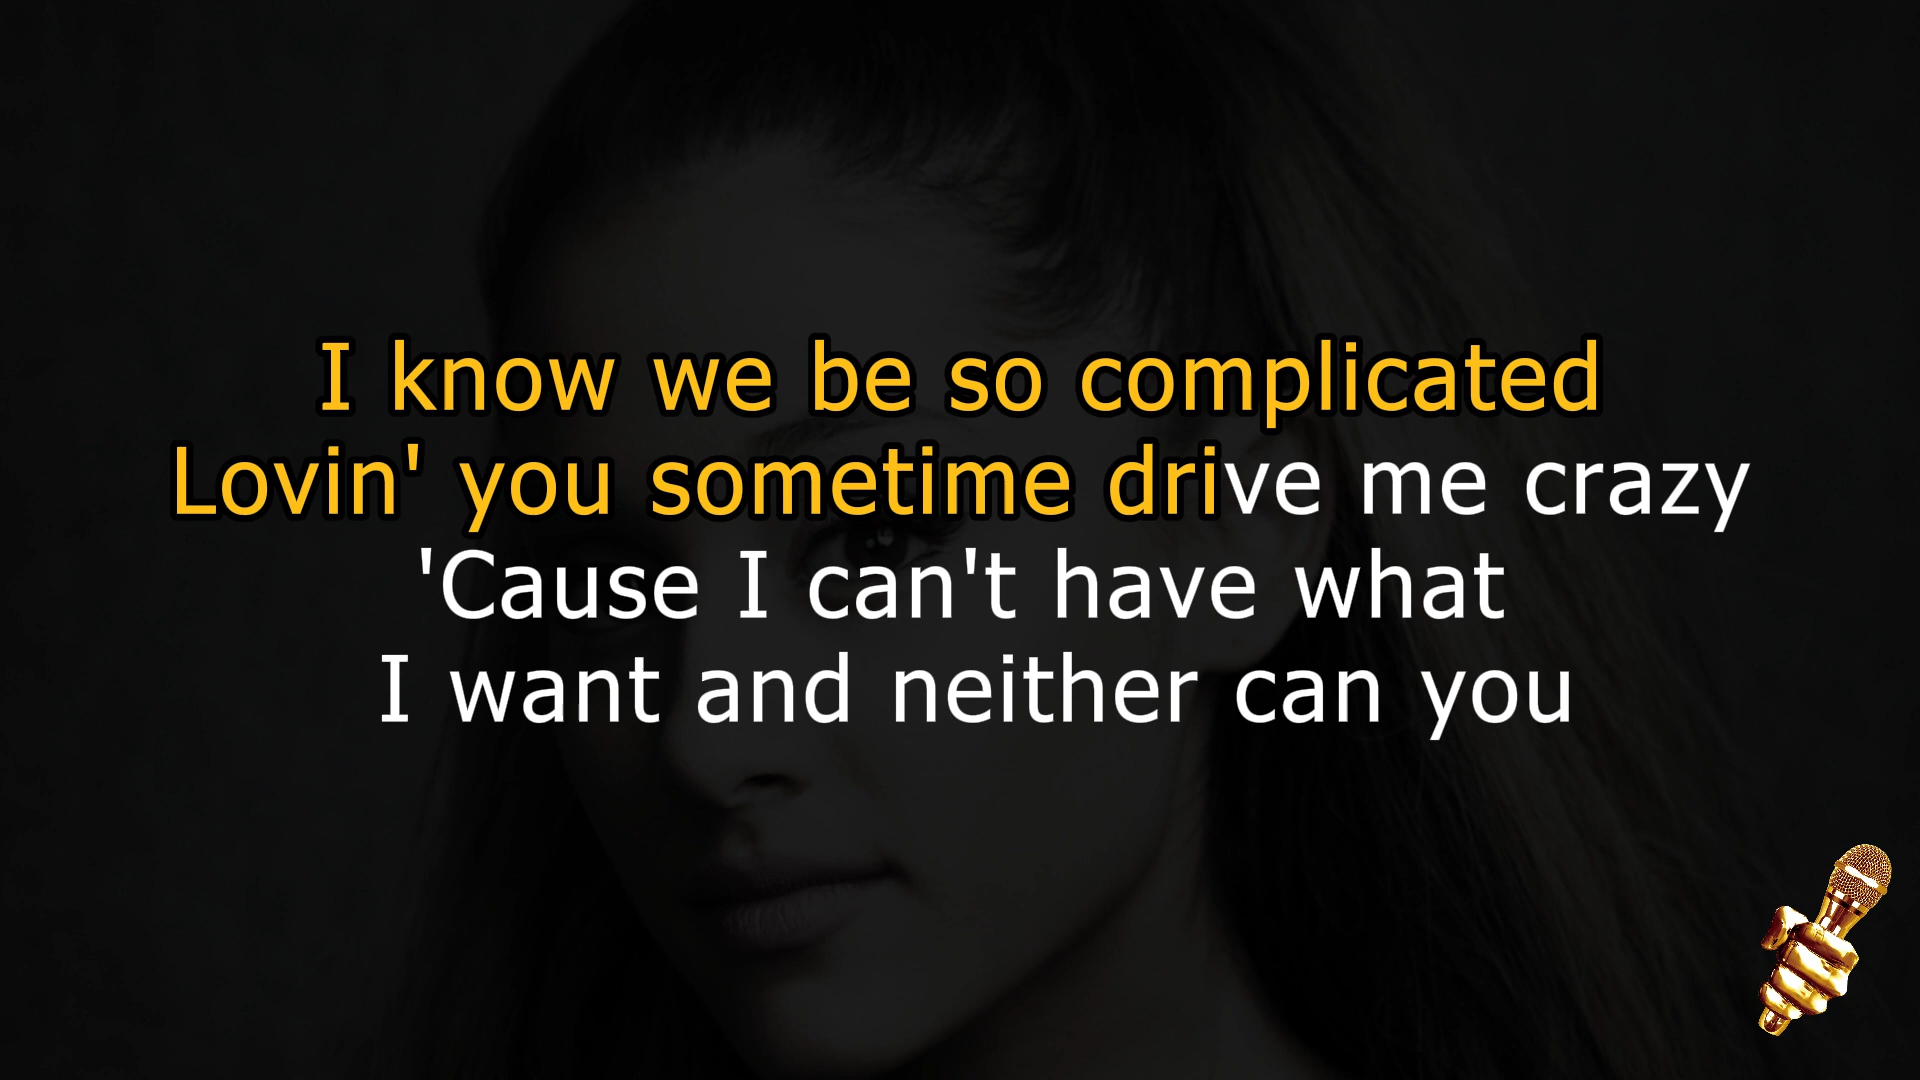 I know we be so complicated
Lovin' you sometime drive me crazy
'Cause I can't have what
I want and neither can you